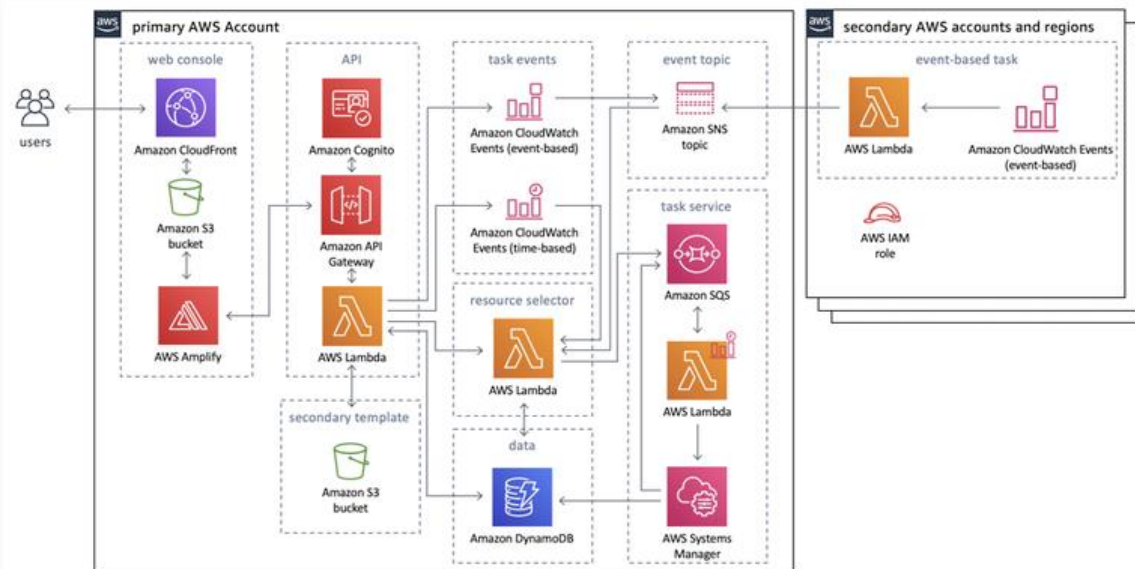 aws
primary AWS Account
users
web console
Amazon CloudFront
Amazon S3
bucket
AWS Amplify
API
Amazon Cognito
Amazon API
Gateway
AWS Lambda
secondary template
Amazon S3
bucket
task events
Amazon CloudWatch
Events (event-based)
Amazon CloudWatch
Events (time-based)
resource selector
AWS Lambda
data
Amazon DynamoDB
event topic
Amazon SNS
topic
task service
Amazon SQS
AWS Lambda
AWS Systems
Manager
aws
secondary AWS accounts and regions
event-based task
AWS Lambda
Amazon CloudWatch Events
(event-based)
AWS IAM
role